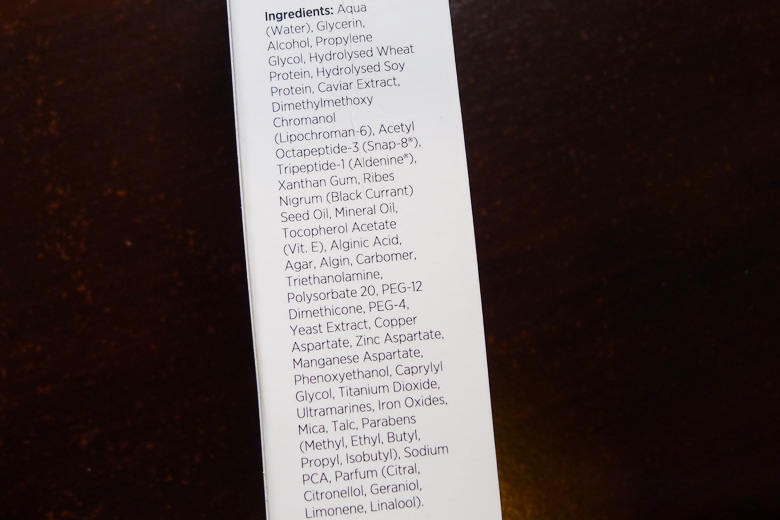 Ingredients: Aqua
(Water), Glycerin,
Alcohol, Propylene
Glycol, Hydrolysed Wheat
Protein, Hydrolysed Soy
Protein, Caviar Extract,
Dimethylmethoxy
Chromanol
(Lipochroman-6), Acetyl
Octapeptide-3 (Snap-8®),
Tripeptide-1 (Aldenine®),
Xanthan Gum, Ribes
Nigrum (Black Currant)
Seed Oil, Mineral Oil,
Tocopherol Acetate
(Vit. E), Alginic Acid,
Agar, Algin, Carbomer,
Triethanolamine,
Polysorbate 20, PEG-12
Dimethicone, PEG-4,
Yeast Extract, Copper
Aspartate, Zinc Aspartate,
Manganese Aspartate,
Phenoxyethanol, Caprylyl
Glycol, Titanium Dioxide,
Ultramarines, Iron Oxides,
Mica, Talc, Parabens
(Methyl, Ethyl, Butyl,
Propyl, Isobutyl), Sodium
PCA, Parfum (Citral,
Citronellol, Geraniol,
Limonene, Linalool).